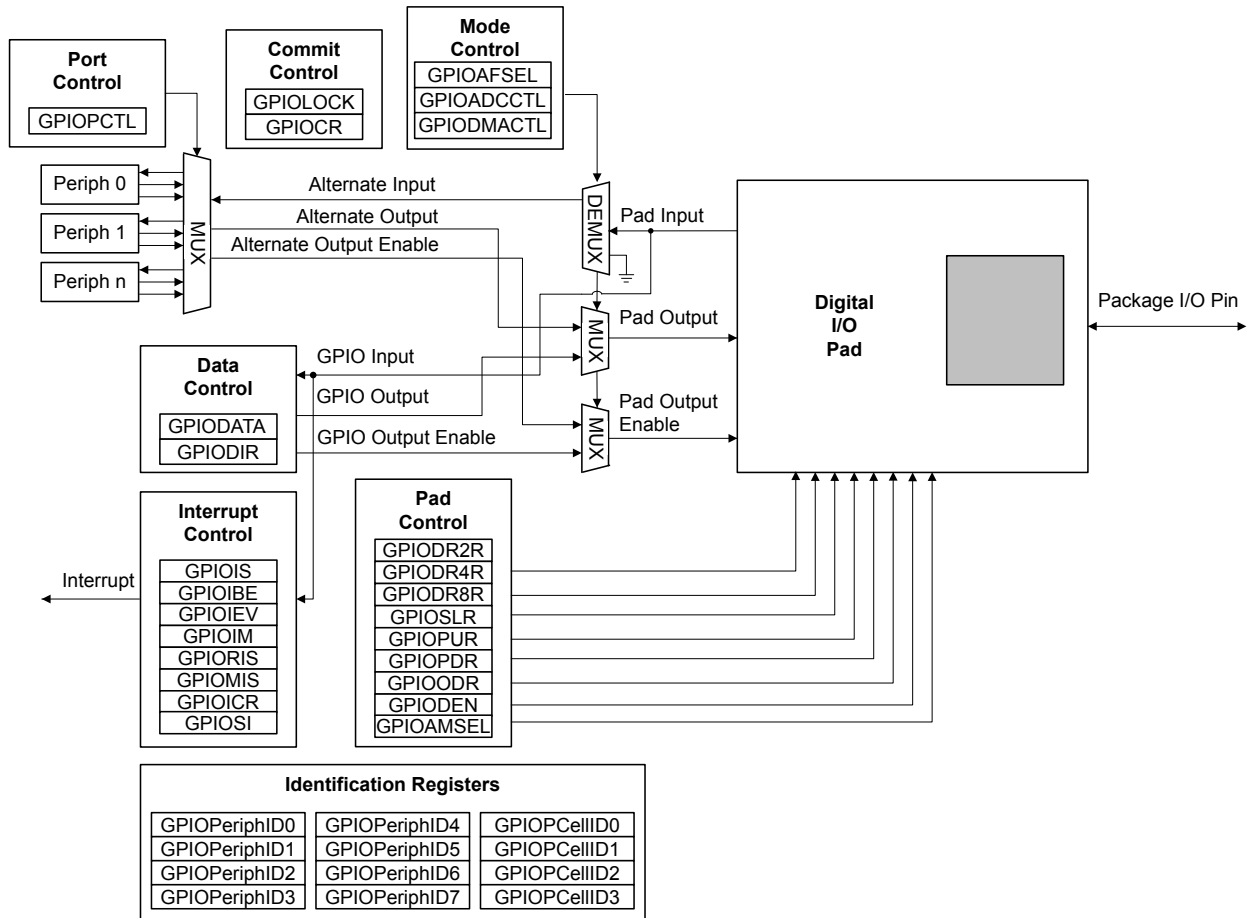 Mode
Control
GPIOAFSEL
GPIOADCCTL
GPIODMACTL
Commit
Control
GPIOLOCK
GPIOCR
Port
Control
GPIOPCTL
Periph 0
Periph 1
Periph n
MUX
Alternate Input
Alternate Output
Alternate Output Enable
DEMUX
Pad Input
MUX
Pad Output
MUX
Pad Output
Enable
Digital
I/O
Pad
Package I/O Pin
Data
Control
GPIODATA
GPIODIR
GPIO Input
GPIO Output
GPIO Output Enable
Interrupt
Control
GPIOIS
GPIOIBE
GPIOIEV
GPIOIM
GPIORIS
GPIOMIS
GPIOICR
GPIOSI
Interrupt
Pad
Control
GPIODR2R
GPIODR4R
GPIODR8R
GPIOSLR
GPIOPUR
GPIOPDR
GPIOODR
GPIODEN
GPIOAMSEL
Identification Registers
GPIOPeriphID0
GPIOPeriphID1
GPIOPeriphID2
GPIOPeriphID3
GPIOPeriphID4
GPIOPeriphID5
GPIOPeriphID6
GPIOPeriphID7
GPIOPCellID0
GPIOPCellID1
GPIOPCellID2
GPIOPCellID3